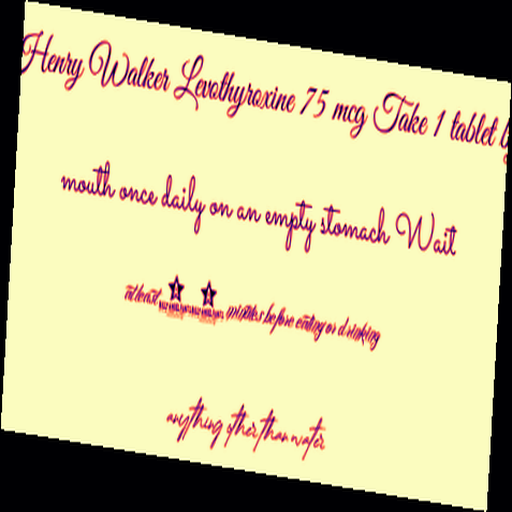 Henry Walker Levothyroxine 75 mcg Take 1 tablet
mouth once daily on an empty stomach Wait
at least minutes before eating or drinking
anything other than water